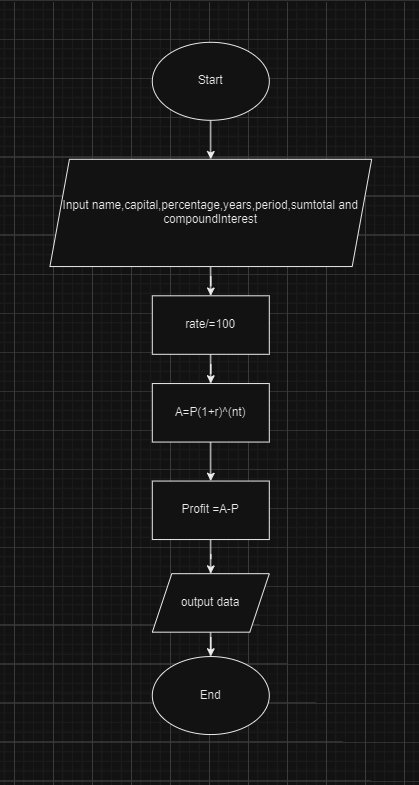 Start
Input name,capital,percentage,years,period,sumtotal and
compoundInterest
rate/=100
A=P(1+r)^(nt)
Profit =A-P
output data
End